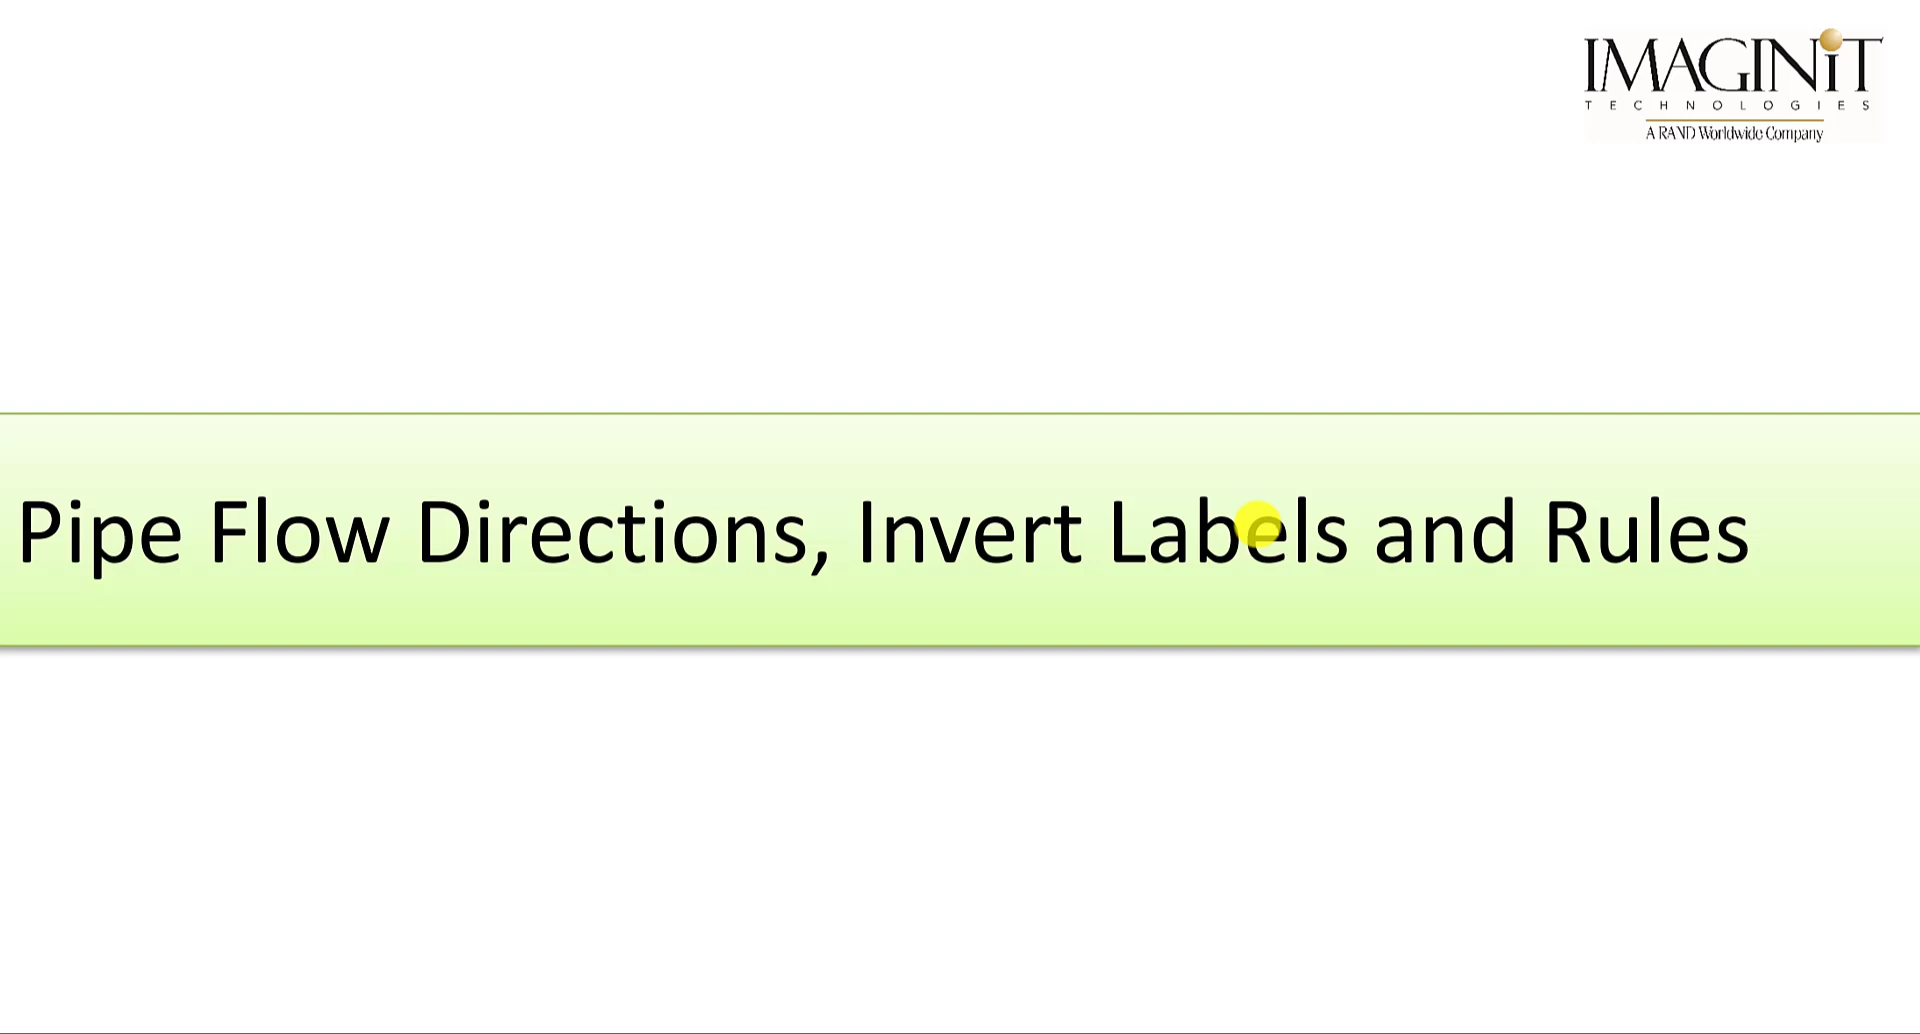 IMAGINiT
TECHNOLOGIES
A RAND Worldwide Company
Pipe Flow Directions, Invert Labels and Rules